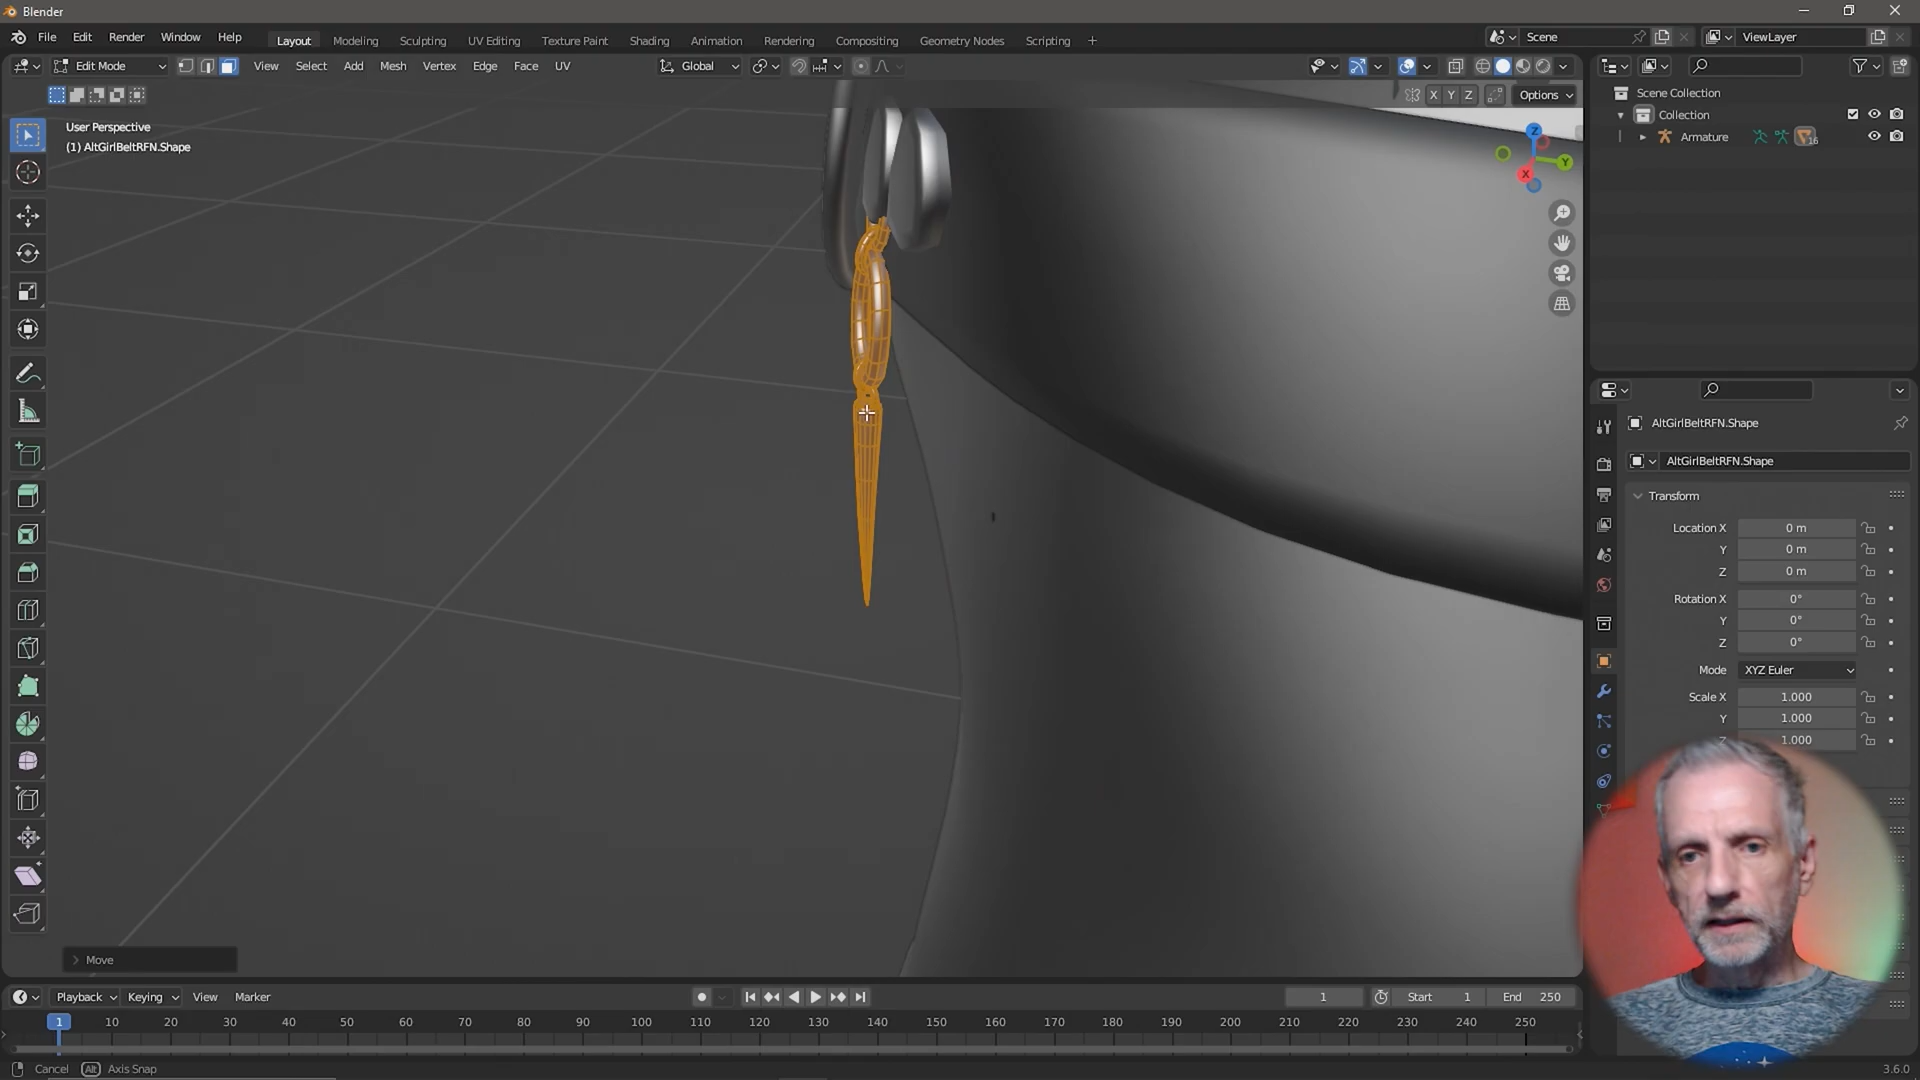 Blender
File Edit Render Window Help
Layout Modeling Sculpting UV Editing Texture Paint Shading Animation Rendering Compositing Geometry Nodes Scripting +
Scene
ViewLayer
Edit Mode
View Select Add Mesh Vertex Edge Face UV
Global
X Y Z
Options
User Perspective
(1) AltGirlBeltRFN.Shape
Z
Y
X
Scene Collection
Collection
Armature
16
AltGirlBeltRFN.Shape
AltGirlBeltRFN.Shape
Transform
Location X 0 m
Y 0 m
Z 0 m
Rotation X 0°
Y 0°
Z 0°
Mode XYZ Euler
Scale X 1.000
Y 1.000
Z 1.000
Move
Playback Keying View Marker
1
Start 1
End 250
1 10 20 30 40 50 60 70 80 90 100 110 120 130 140 150 160 170 180 190 200 210 220 230 240 250
Cancel Alt Axis Snap
3.6.0